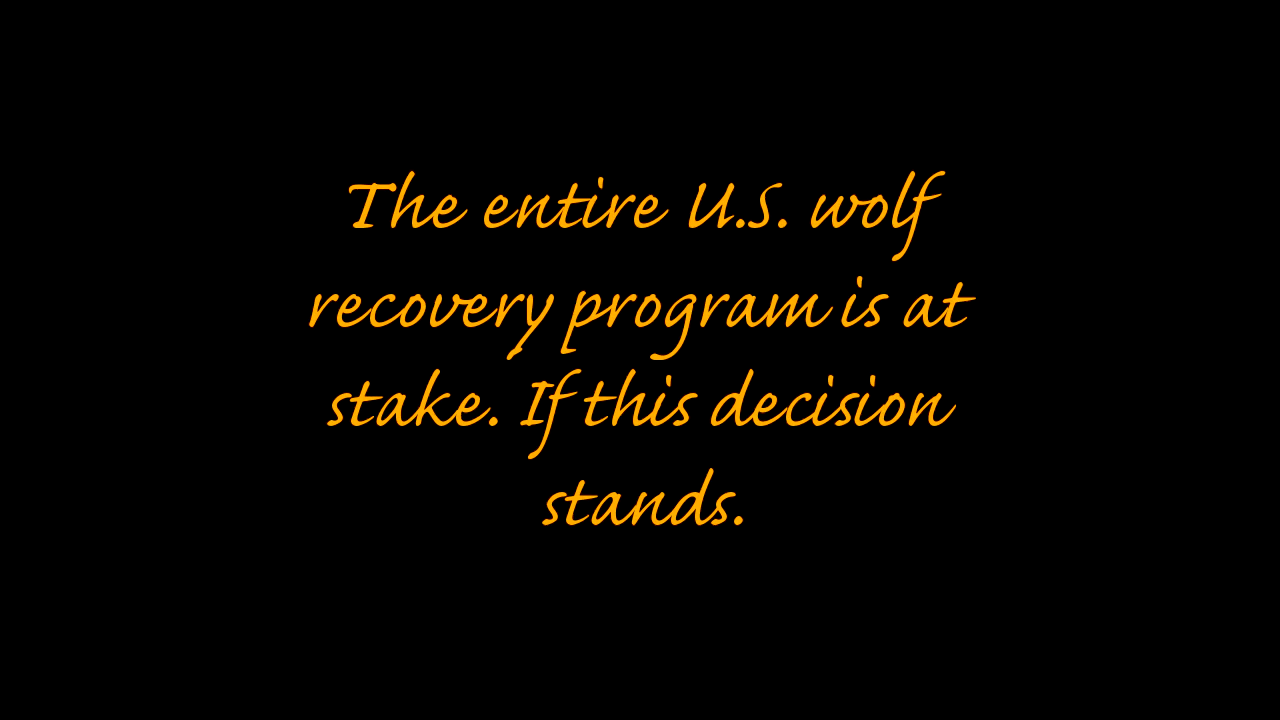 The entire U.S. wolf
recovery program is at
stake. If this decision
stands.